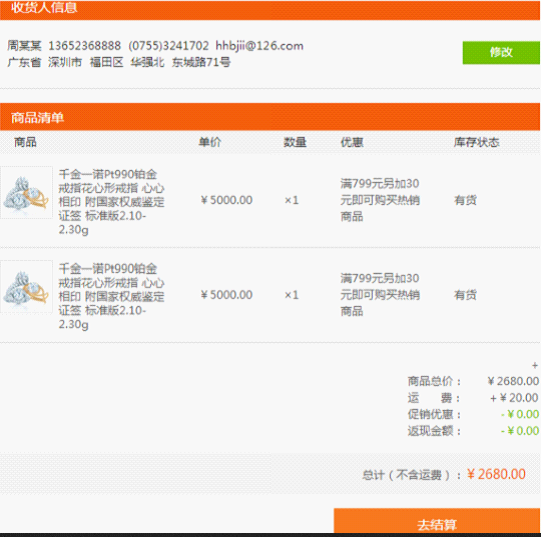 收货人信息
周某某 13652368888 (0755)3241702 hhbjii@126.com
修改
广东省 深圳市 福田区 华强北 东城路71号
商品清单
商品 单价 数量 优惠 库存状态
千金一诺Pt990铂金
戒指花心形戒指 心心
相印 附国家权威鉴定
证签 标准版2.10-
2.30g
￥5000.00
×1
满799元另加30
元即可购买热销
商品
有货
千金一诺Pt990铂金
戒指花心形戒指 心心
相印 附国家权威鉴定
证签 标准版2.10-
2.30g
￥5000.00
×1
满799元另加30
元即可购买热销
商品
有货
+
商品总价： ￥2680.00
运 费： +￥20.00
促销优惠： -￥0.00
返现金额： -￥0.00
总计（不含运费）：￥2680.00
去结算